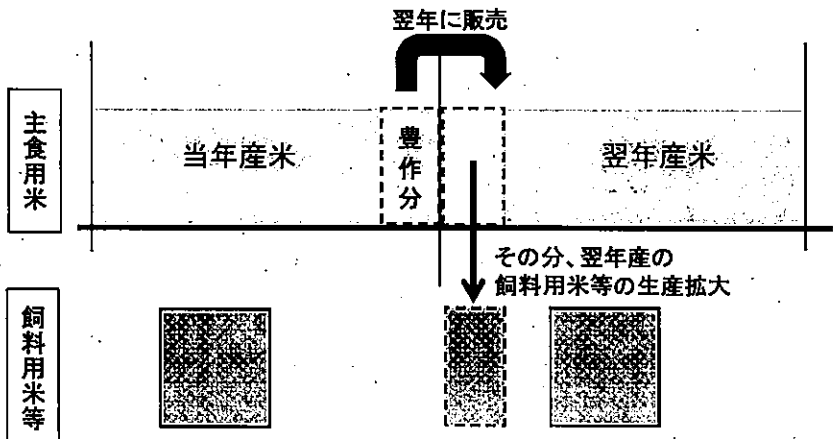 翌年に販売
主食用米
当年産米
豊作分
翌年産米
その分、翌年産の
飼料用米等の生産拡大
飼料用米等